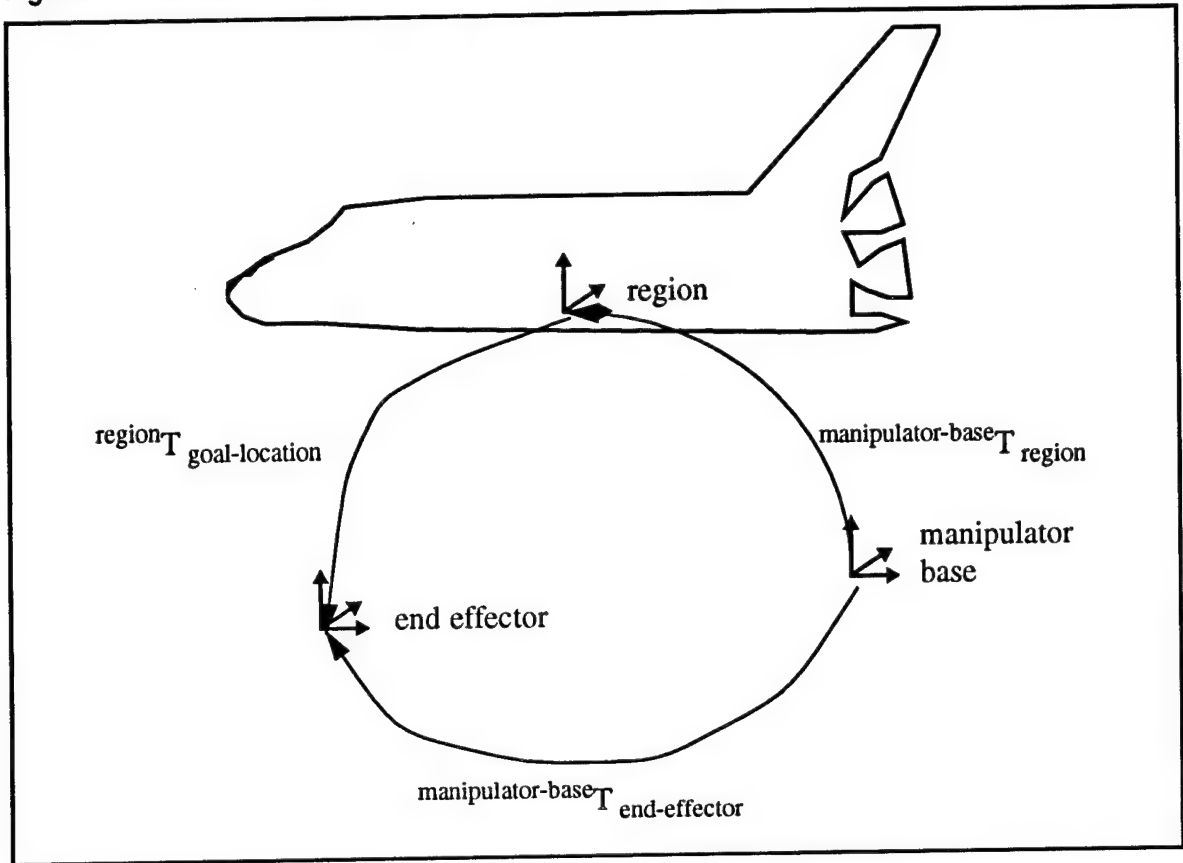 region
regionT goal-location
manipulator-baseT region
manipulator
base
end effector
manipulator-baseT end-effector